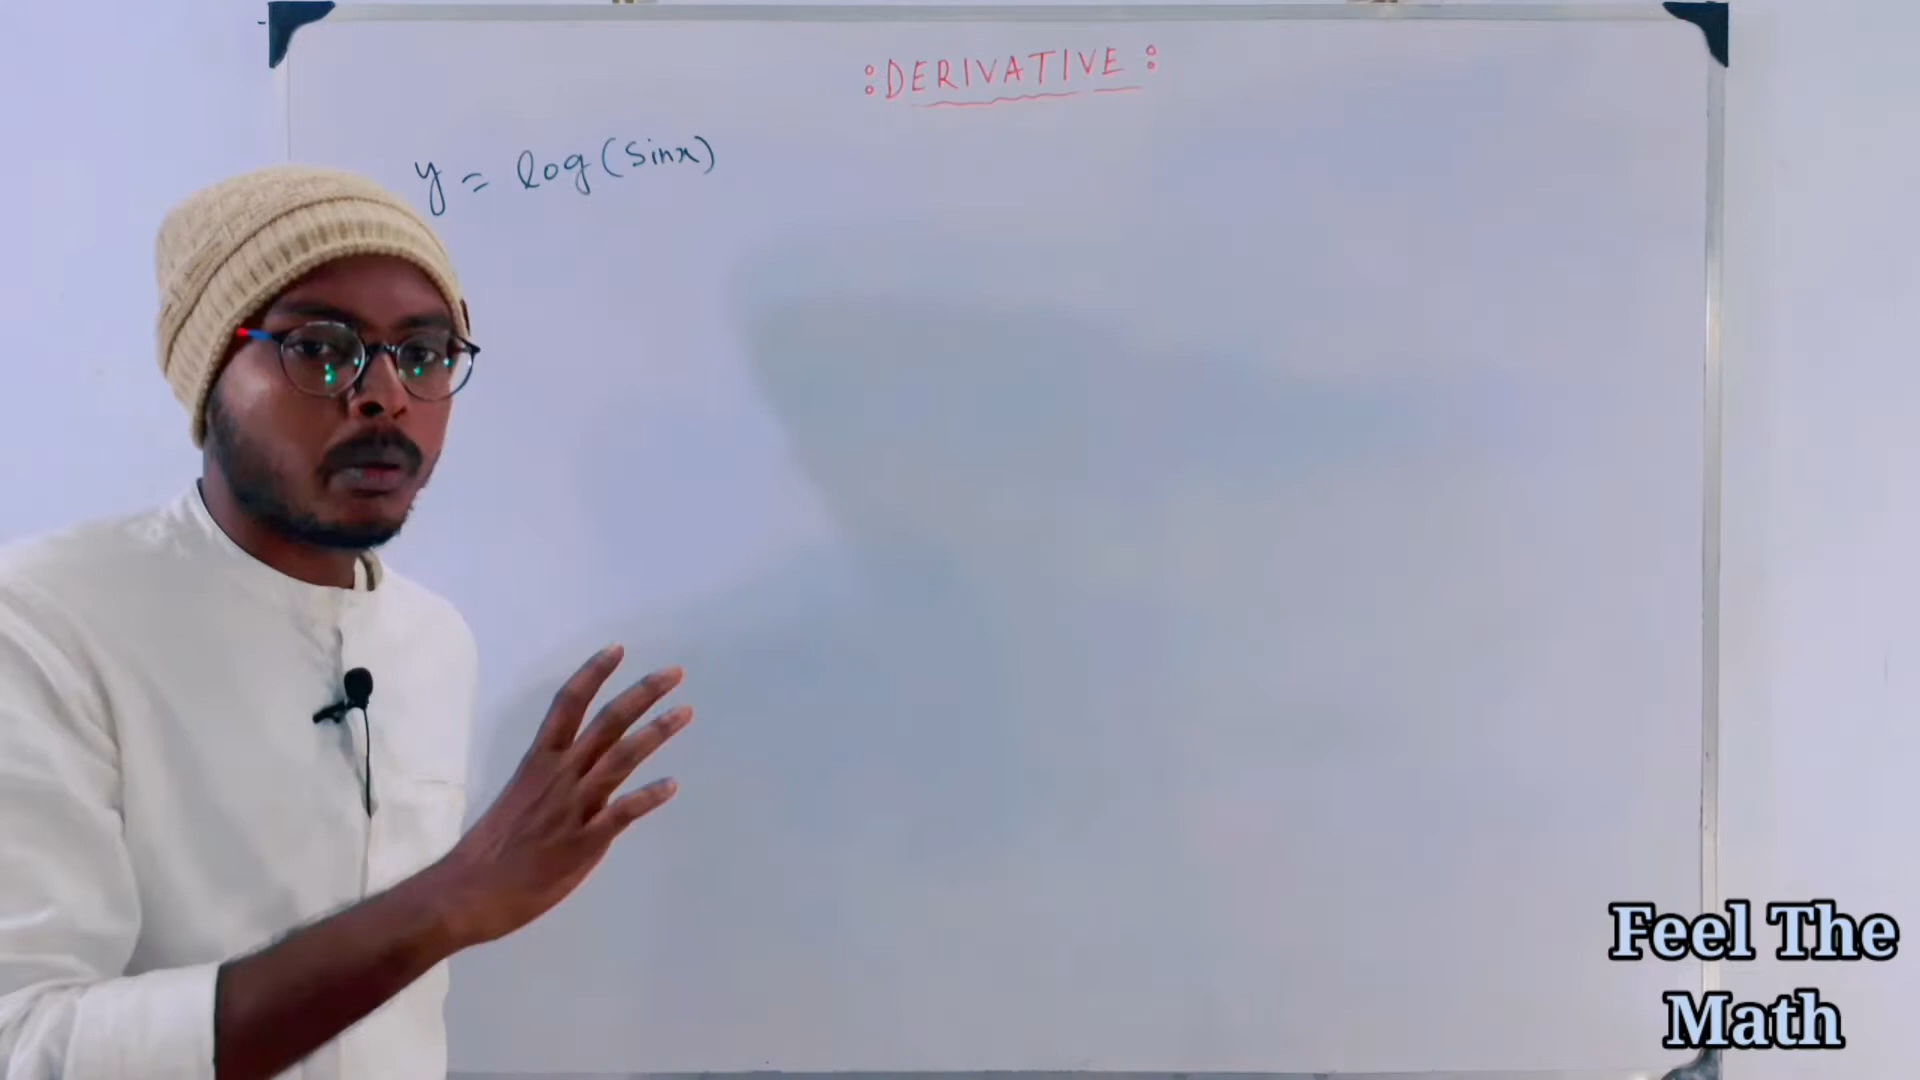 :DERIVATIVE:
y = log(Sinx)
Feel The
Math